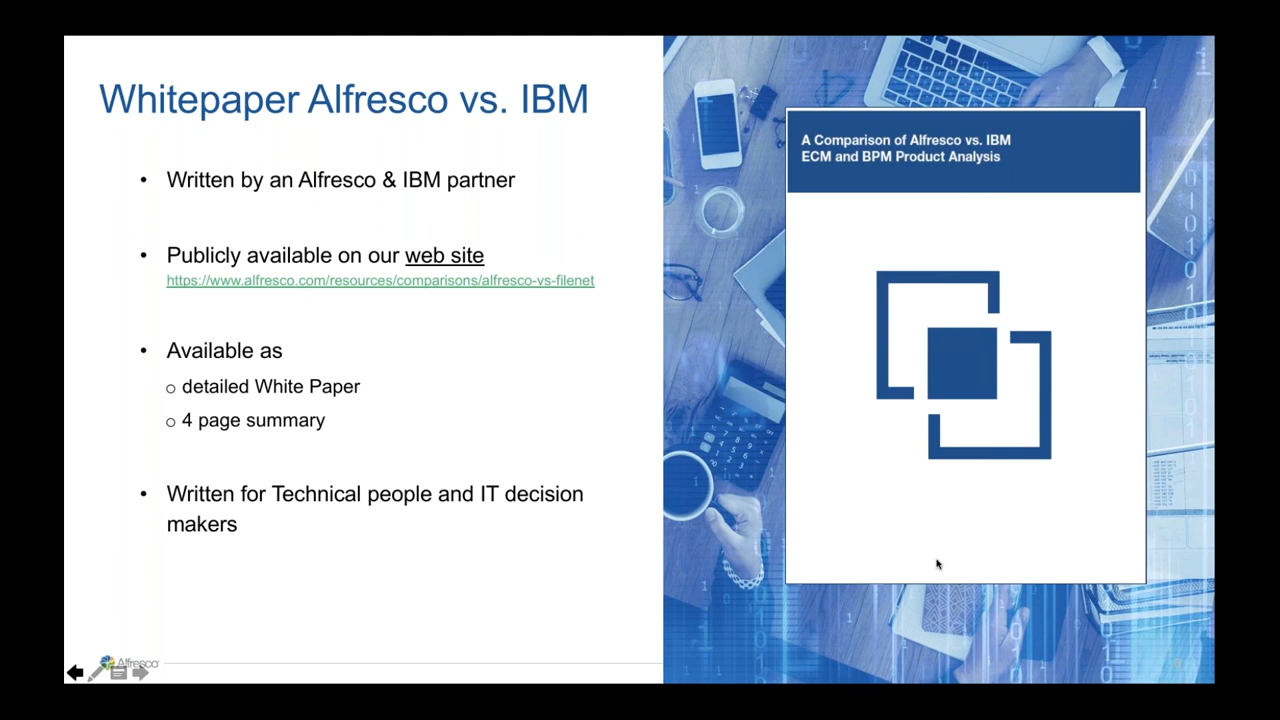 Whitepaper Alfresco vs. IBM
• Written by an Alfresco & IBM partner
• Publicly available on our web site
https://www.alfresco.com/resources/comparisons/alfresco-vs-filenet
• Available as
o detailed White Paper
o 4 page summary
• Written for Technical people and IT decision
makers
A Comparison of Alfresco vs. IBM
ECM and BPM Product Analysis
Alfresco